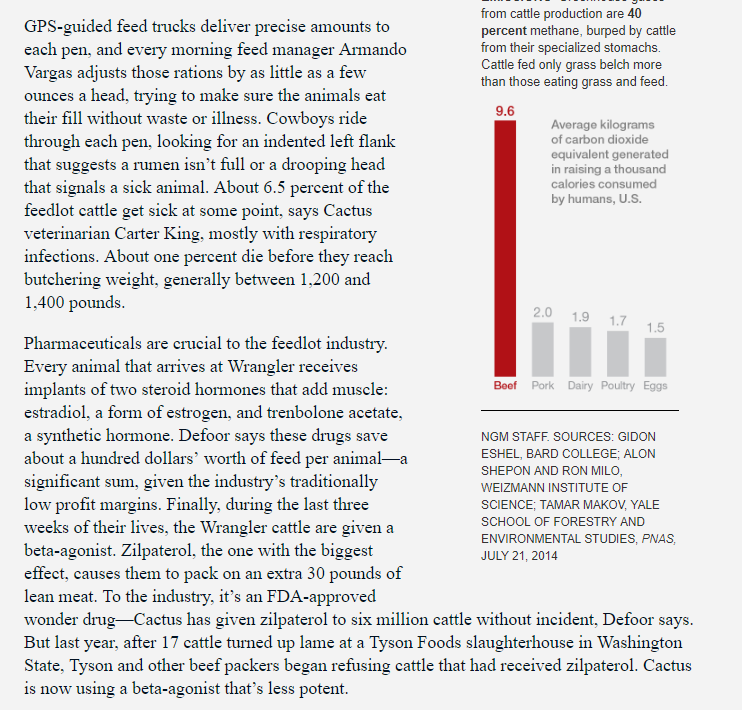 GPS-guided feed trucks deliver precise amounts to
each pen, and every morning feed manager Armando
Vargas adjusts those rations by as little as a few
ounces a head, trying to make sure the animals eat
their fill without waste or illness. Cowboys ride
through each pen, looking for an indented left flank
that suggests a rumen isn’t full or a drooping head
that signals a sick animal. About 6.5 percent of the
feedlot cattle get sick at some point, says Cactus
veterinarian Carter King, mostly with respiratory
infections. About one percent die before they reach
butchering weight, generally between 1,200 and
1,400 pounds.
Pharmaceuticals are crucial to the feedlot industry.
Every animal that arrives at Wrangler receives
implants of two steroid hormones that add muscle:
estradiol, a form of estrogen, and trenbolone acetate,
a synthetic hormone. Defoor says these drugs save
about a hundred dollars’ worth of feed per animal—a
significant sum, given the industry’s traditionally
low profit margins. Finally, during the last three
weeks of their lives, the Wrangler cattle are given a
beta-agonist. Zilpaterol, the one with the biggest
effect, causes them to pack on an extra 30 pounds of
lean meat. To the industry, it’s an FDA-approved
wonder drug—Cactus has given zilpaterol to six million cattle without incident, Defoor says.
But last year, after 17 cattle turned up lame at a Tyson Foods slaughterhouse in Washington
State, Tyson and other beef packers began refusing cattle that had received zilpaterol. Cactus
is now using a beta-agonist that’s less potent.
from cattle production are 40
percent methane, burped by cattle
from their specialized stomachs.
Cattle fed only grass belch more
than those eating grass and feed.
9.6
Average kilograms
of carbon dioxide
equivalent generated
in raising a thousand
calories consumed
by humans, U.S.
2.0 1.9 1.7 1.5
Beef Pork Dairy Poultry Eggs
NGM STAFF. SOURCES: GIDON
ESHEL, BARD COLLEGE; ALON
SHEPON AND RON MILO,
WEIZMANN INSTITUTE OF
SCIENCE; TAMAR MAKOV, YALE
SCHOOL OF FORESTRY AND
ENVIRONMENTAL STUDIES, PNAS,
JULY 21, 2014